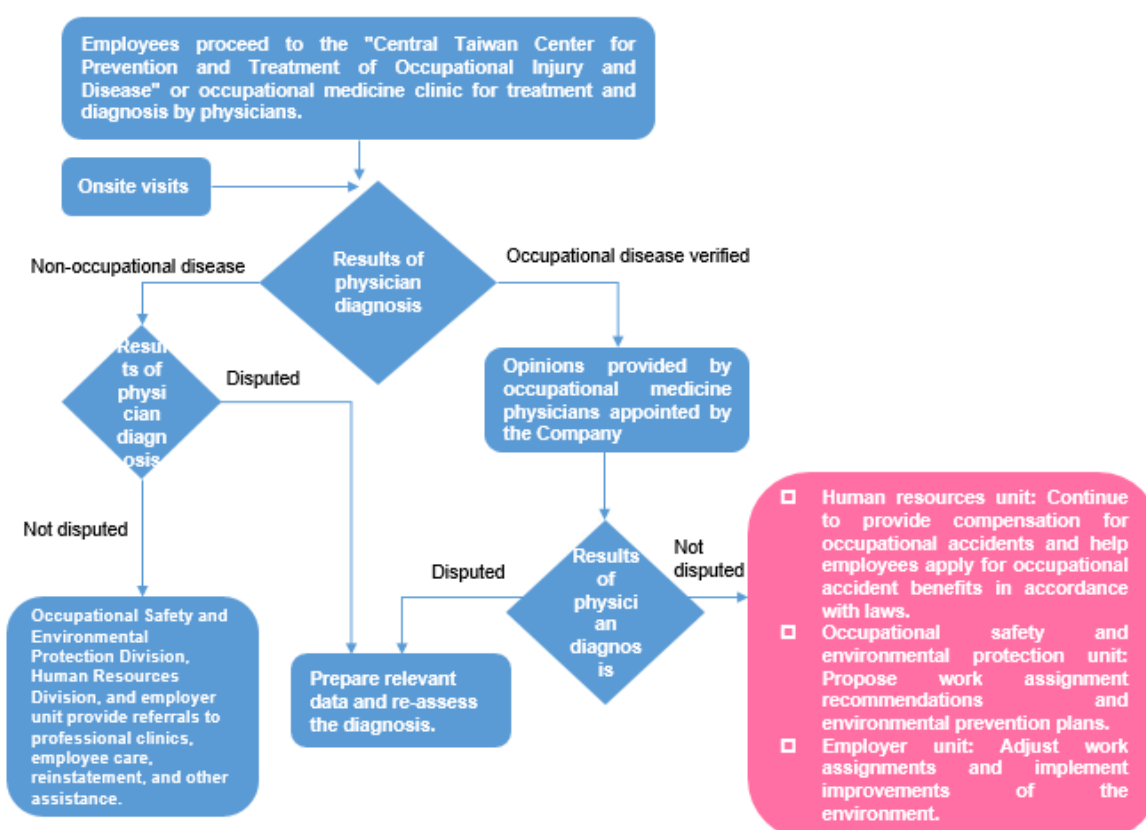 Employees proceed to the "Central Taiwan Center for
Prevention and Treatment of Occupational Injury and
Disease" or occupational medicine clinic for treatment and
diagnosis by physicians.
Onsite visits
Results of
physician
diagnosis
Non-occupational disease
Occupational disease verified
Resul
ts of
physi
cian
diagn
osis
Disputed
Not disputed
Opinions provided by
occupational medicine
physicians appointed by
the Company
Results
of
physici
an
diagnos
is
Disputed
Not
disputed
Occupational Safety and
Environmental
Protection Division,
Human Resources
Division, and employer
unit provide referrals to
professional clinics,
employee care,
reinstatement, and other
assistance.
Prepare relevant
data and re-assess
the diagnosis.
Human resources unit: Continue
to provide compensation for
occupational accidents and help
employees apply for occupational
accident benefits in accordance
with laws.
Occupational safety and
environmental protection unit:
Propose work assignment
recommendations and
environmental prevention plans.
Employer unit: Adjust work
assignments and implement
improvements of the
environment.